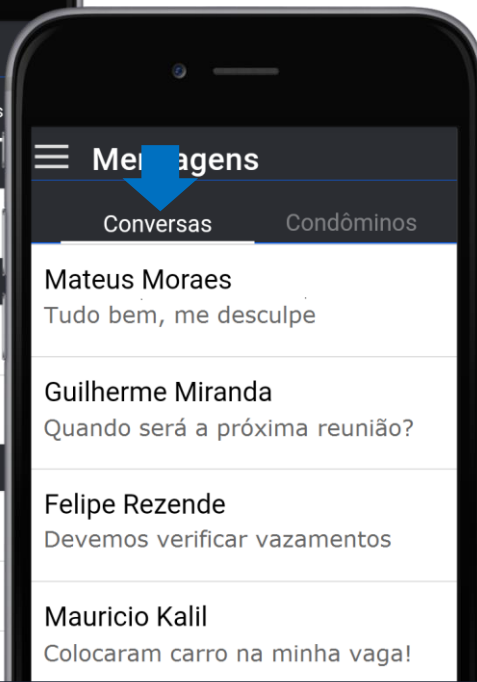 Conversas
Condôminos
Mateus Moraes
Tudo bem, me desculpe
Guilherme Miranda
Quando será a próxima reunião?
Felipe Rezende
Devemos verificar vazamentos
Mauricio Kalil
Colocaram carro na minha vaga!